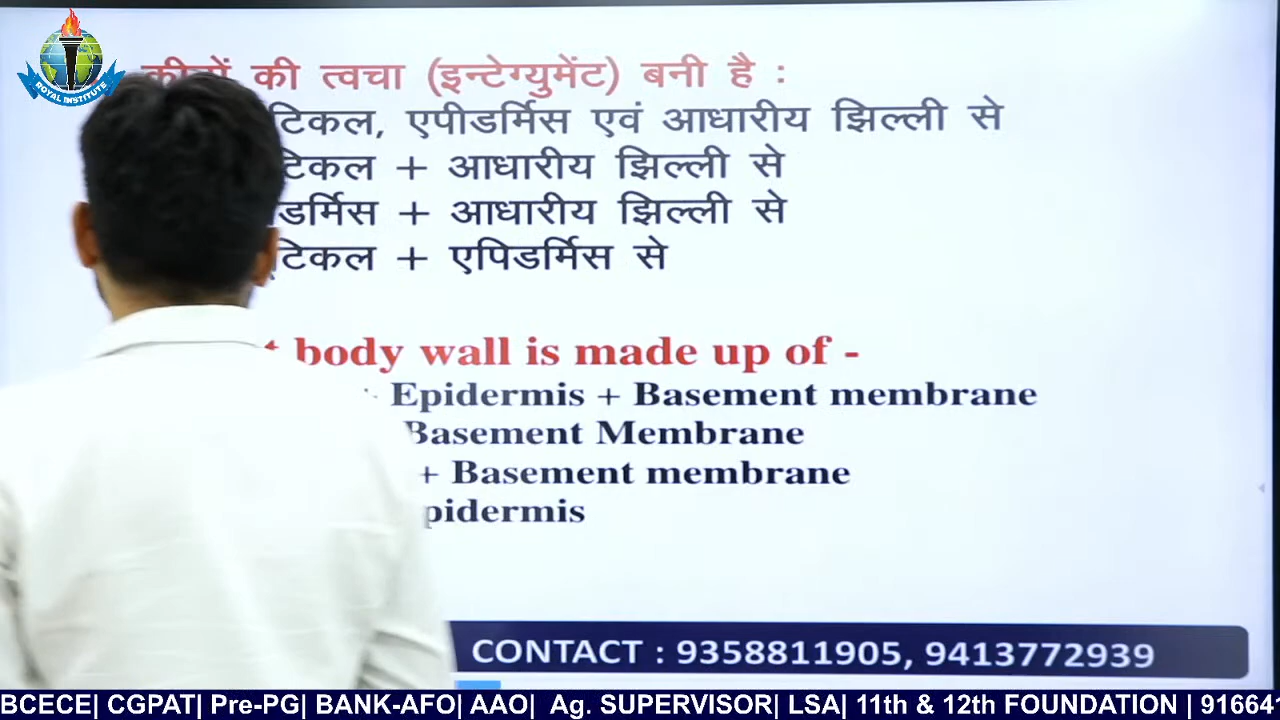 ROYAL INSTITUTE
की त्वचा (इन्टेग्युमेंट) बनी है :
टिकल, एपीडर्मिस एवं आधारीय झिल्ली से
टिकल + आधारीय झिल्ली से
डर्मिस + आधारीय झिल्ली से
टिकल + एपिडर्मिस से
body wall is made up of -
Epidermis + Basement membrane
Basement Membrane
+ Basement membrane
pidermis
CONTACT : 9358811905, 9413772939
BCECE| CGPAT| Pre-PG| BANK-AFO| AAO| Ag. SUPERVISOR| LSA| 11th & 12th FOUNDATION | 91664